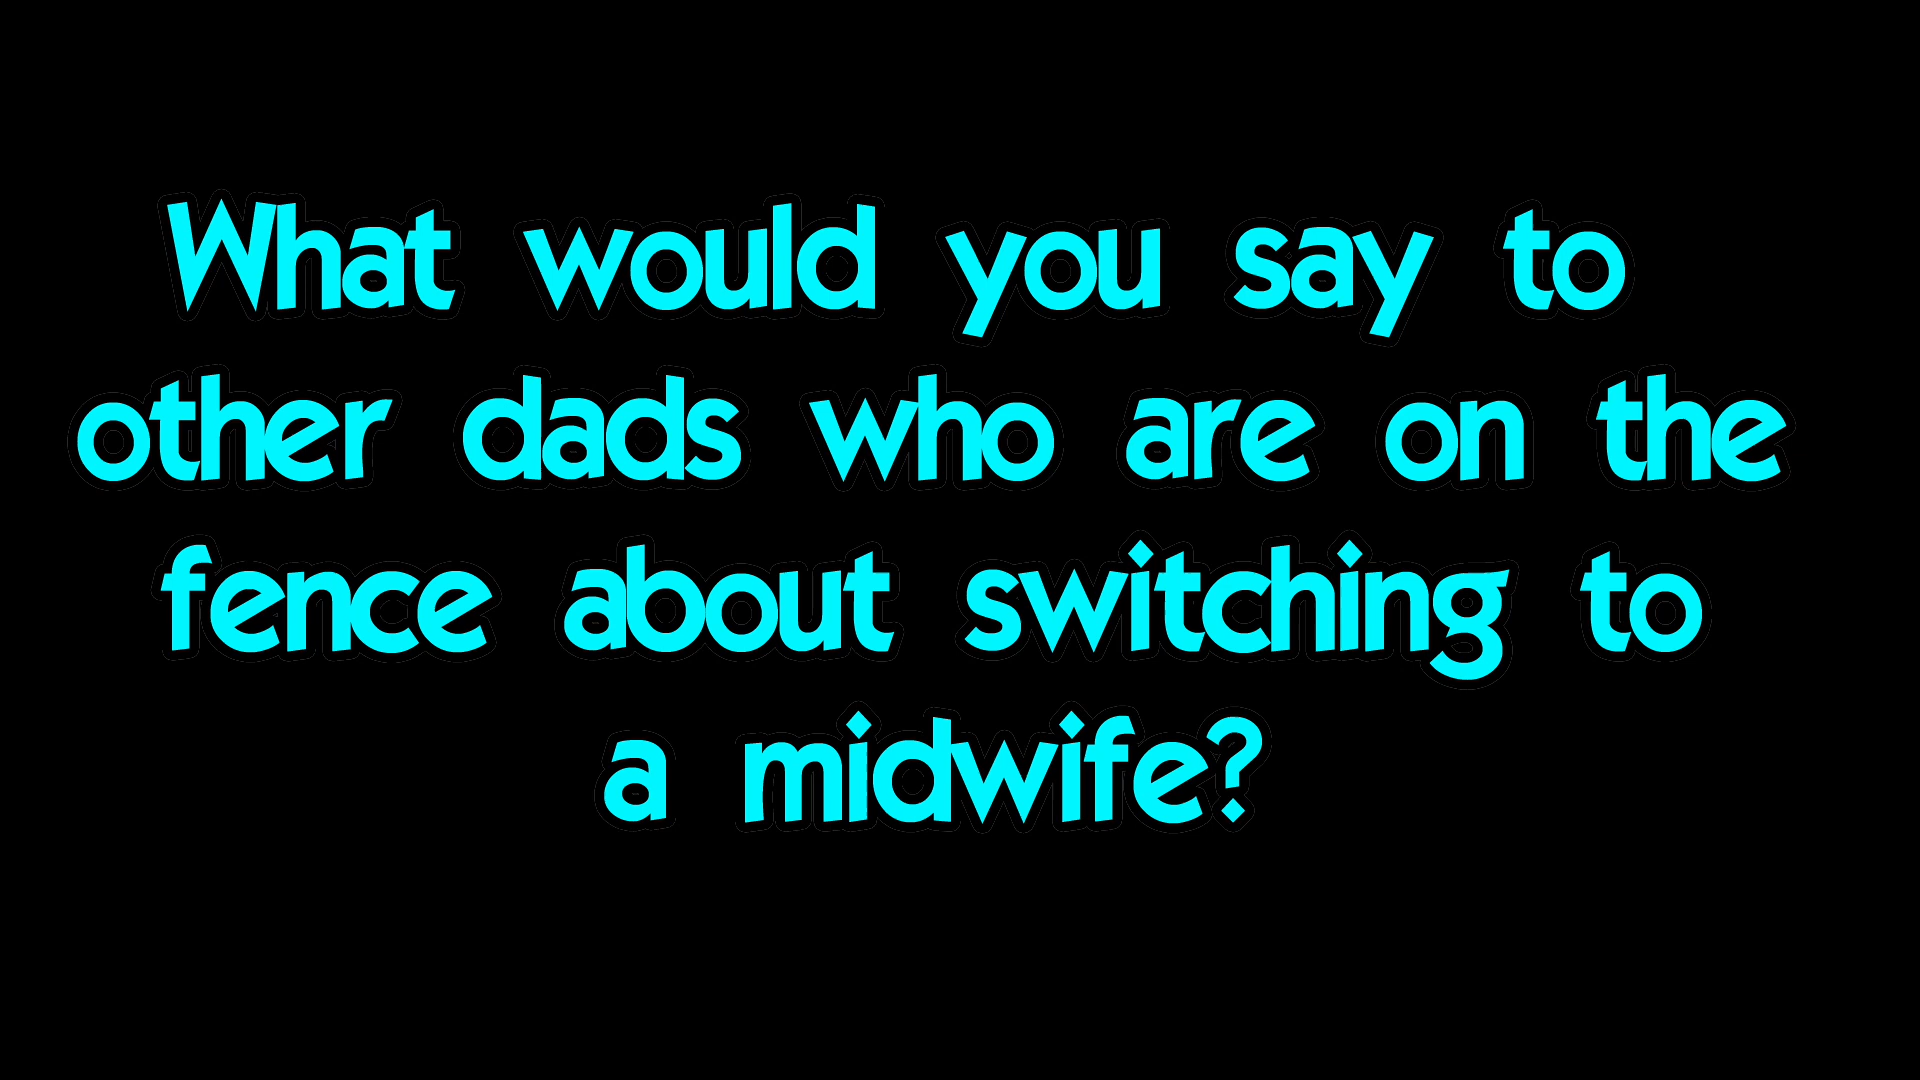 What would you say to
other dads who are on the
fence about switching to
a midwife?